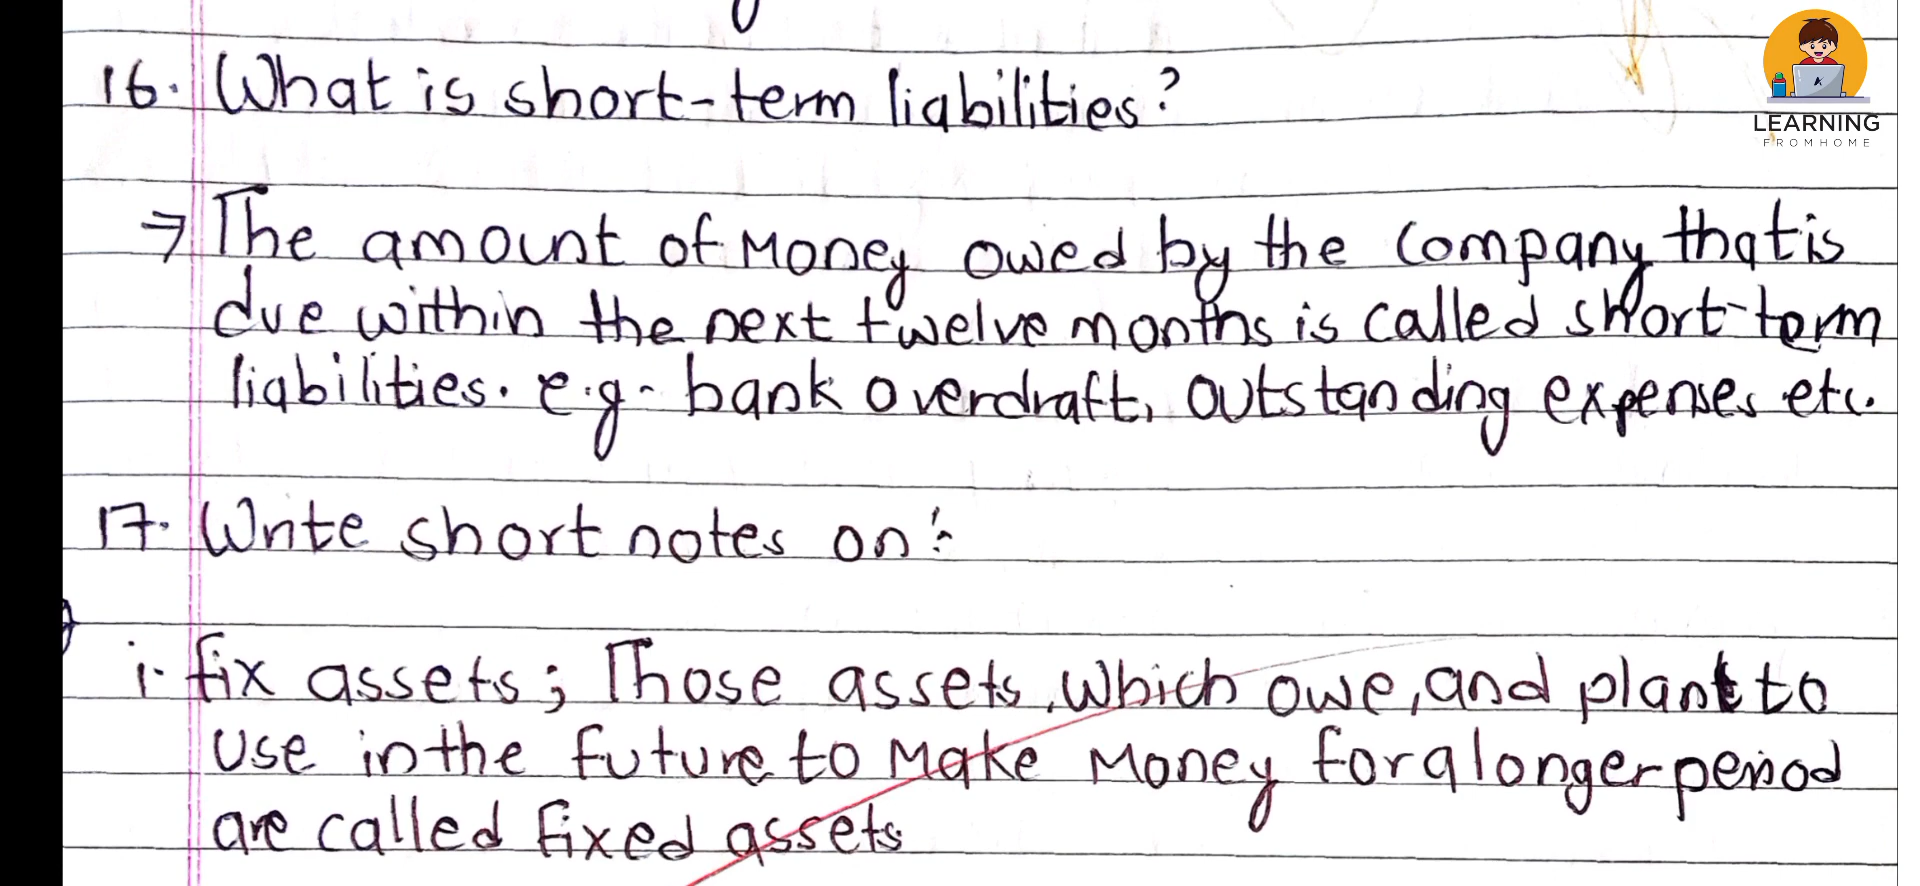 16. What is short-term liabilities?
LEARNING
FROMHOME
⇒ The amount of Money owed by the Company that is
due within the next twelve months is called short-term
liabilities. e.g- bank overdraft, outstanding expenses etc.
17. Write short notes on:-
i. fix assets; Those assets, which owe, and plant to
use in the future to Make Money for a longer period
are called fixed assets